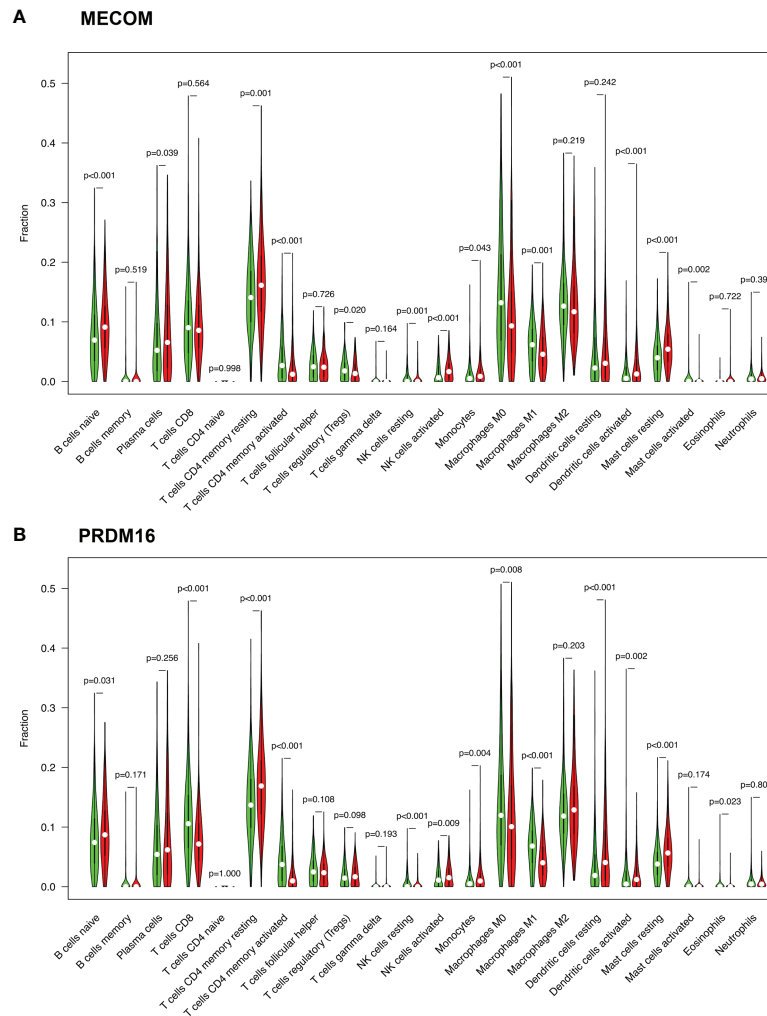 A
MECOM
Fraction
0.5
0.4
0.3
0.2
0.1
0.0
p<0.001
p=0.519
p=0.039
p=0.564
p=0.998
p=0.001
p<0.001
p=0.726
p=0.020
p=0.164
p=0.001
p<0.001
p=0.043
p<0.001
p=0.001
p=0.219
p=0.242
p<0.001
p<0.001
p=0.002
p=0.722
p=0.39
B cells naive
B cells memory
Plasma cells
T cells CD8
T cells CD4 naive
T cells CD4 memory resting
T cells CD4 memory activated
T cells follicular helper
T cells regulatory (Tregs)
T cells gamma delta
NK cells resting
NK cells activated
Monocytes
Macrophages M0
Macrophages M1
Macrophages M2
Dendritic cells resting
Dendritic cells activated
Mast cells resting
Mast cells activated
Eosinophils
Neutrophils
B
PRDM16
Fraction
0.5
0.4
0.3
0.2
0.1
0.0
p=0.031
p=0.171
p=0.256
p<0.001
p=1.000
p<0.001
p<0.001
p=0.108
p=0.098
p=0.193
p<0.001
p=0.009
p=0.004
p=0.008
p<0.001
p=0.203
p<0.001
p=0.002
p<0.001
p=0.174
p=0.023
p=0.80
B cells naive
B cells memory
Plasma cells
T cells CD8
T cells CD4 naive
T cells CD4 memory resting
T cells CD4 memory activated
T cells follicular helper
T cells regulatory (Tregs)
T cells gamma delta
NK cells resting
NK cells activated
Monocytes
Macrophages M0
Macrophages M1
Macrophages M2
Dendritic cells resting
Dendritic cells activated
Mast cells resting
Mast cells activated
Eosinophils
Neutrophils